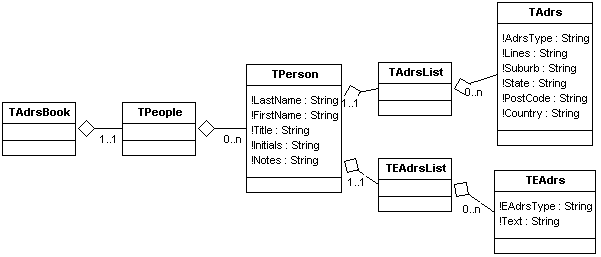 TAdrsBook
1..1
TPeople
0..n
TPerson
!LastName : String
!FirstName : String
!Title : String
!Initials : String
!Notes : String
1..1
TAdrsList
0..n
TAdrs
!AdrsType : String
!Lines : String
!Suburb : String
!State : String
!PostCode : String
!Country : String
1..1
TEAdrsList
0..n
TEAdrs
!EAdrsType : String
!Text : String